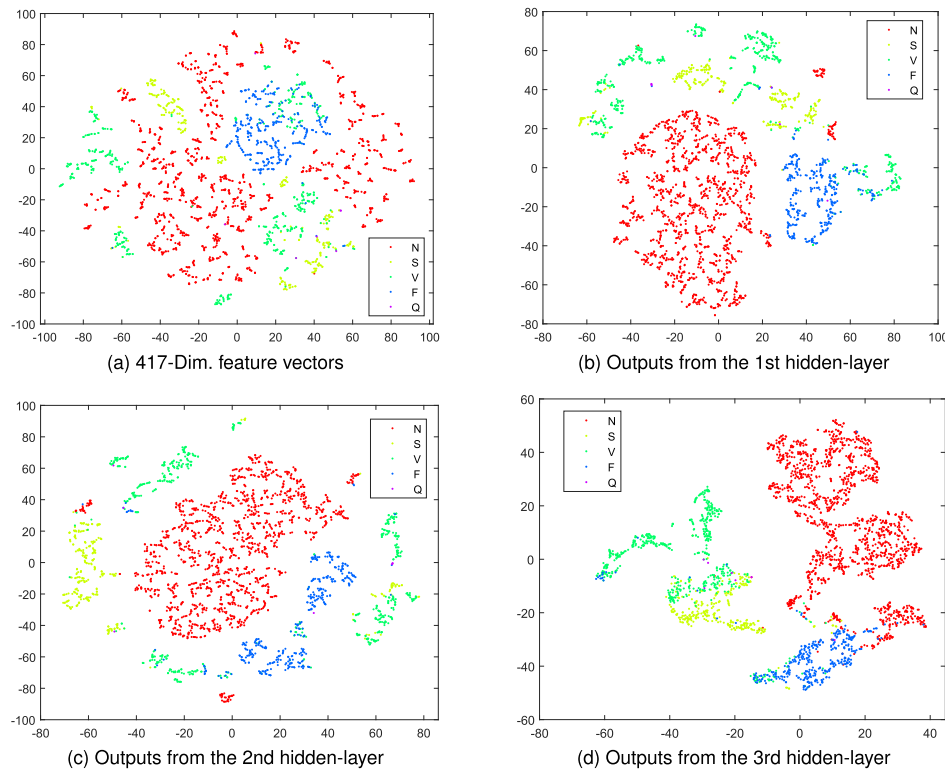 100
80
60
40
20
0
-20
-40
-60
-80
-100
-100 -80 -60 -40 -20 0 20 40 60 80 100
N
S
V
F
Q
(a) 417-Dim. feature vectors
80
60
40
20
0
-20
-40
-60
-80
-80 -60 -40 -20 0 20 40 60 80 100
N
S
V
F
Q
(b) Outputs from the 1st hidden-layer
100
80
60
40
20
0
-20
-40
-60
-80
-100
-80 -60 -40 -20 0 20 40 60 80
N
S
V
F
Q
(c) Outputs from the 2nd hidden-layer
60
40
20
0
-20
-40
-60
-80 -60 -40 -20 0 20 40
N
S
V
F
Q
(d) Outputs from the 3rd hidden-layer